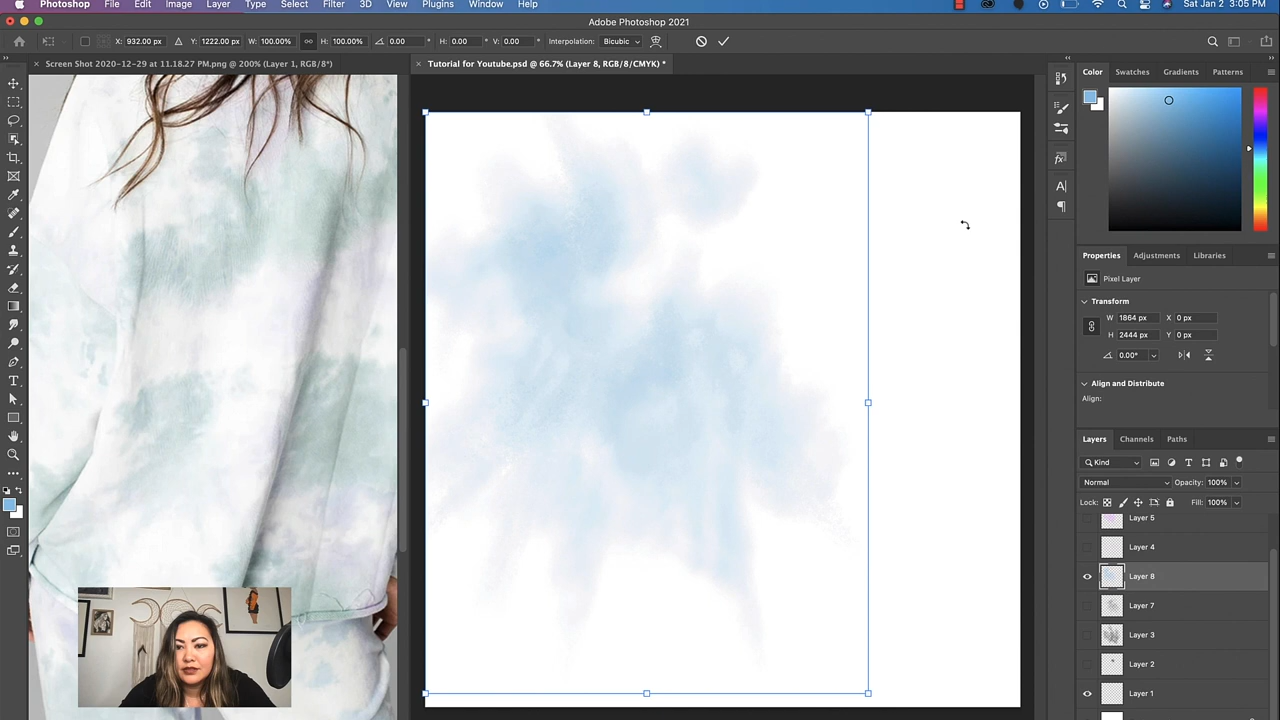 Photoshop File Edit Image Layer Type Select Filter 3D View Plugins Window Help Sat Jan 2 3:05 PM
Adobe Photoshop 2021
X: 932.00 px Y: 1222.00 px W: 100.00% H: 100.00% 0.00 ° H: 0.00 ° V: 0.00 ° Interpolation: Bicubic
× Screen Shot 2020-12-29 at 11.18.27 PM.png @ 200% (Layer 1, RGB/8*)
× Tutorial for Youtube.psd @ 66.7% (Layer 8, RGB/8/CMYK) *
Color Swatches Gradients Patterns
Properties Adjustments Libraries
Pixel Layer
Transform
W 1864 px X 0 px
H 2444 px Y 0 px
0.00°
Align and Distribute
Align:
Layers Channels Paths
Kind
Normal Opacity: 100%
Lock: Fill: 100%
Layer 5
Layer 4
Layer 8
Layer 7
Layer 3
Layer 2
Layer 1